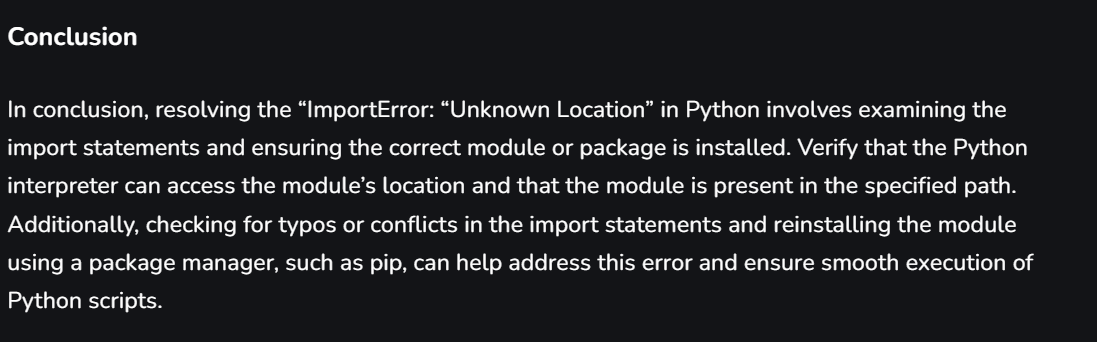 Conclusion
In conclusion, resolving the “ImportError: “Unknown Location” in Python involves examining the
import statements and ensuring the correct module or package is installed. Verify that the Python
interpreter can access the module’s location and that the module is present in the specified path.
Additionally, checking for typos or conflicts in the import statements and reinstalling the module
using a package manager, such as pip, can help address this error and ensure smooth execution of
Python scripts.